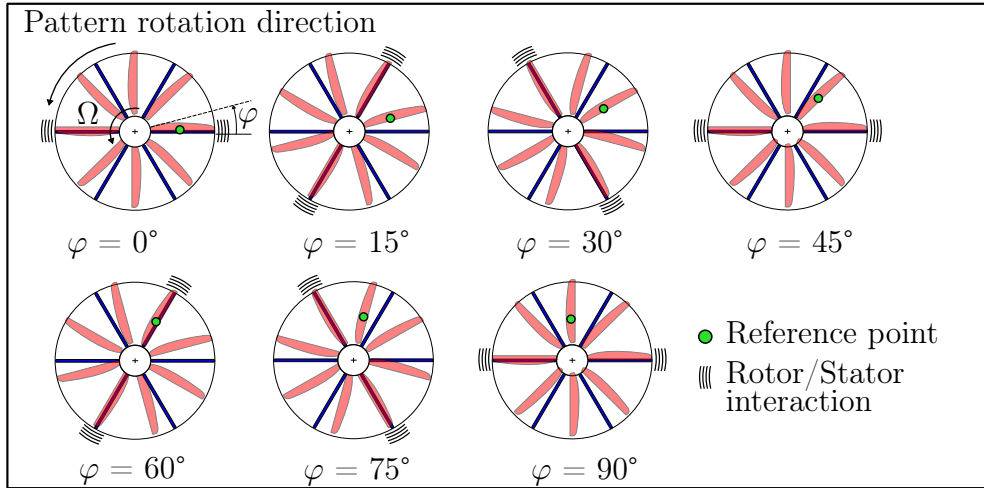 Pattern rotation direction
Ω
φ
φ = 0°
φ = 15°
φ = 30°
φ = 45°
φ = 60°
φ = 75°
φ = 90°
Reference point
Rotor/Stator
interaction